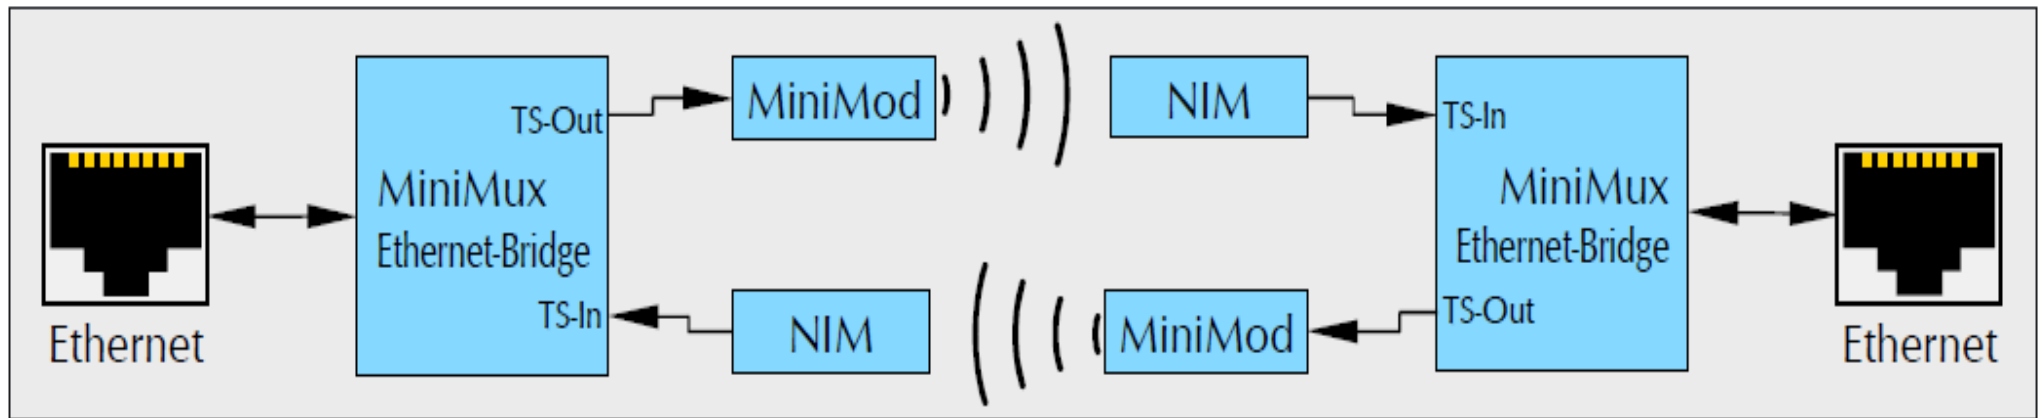 Ethernet
TS-Out
MiniMux
Ethernet-Bridge
TS-In
MiniMod
NIM
NIM
MiniMod
TS-In
MiniMux
Ethernet-Bridge
TS-Out
Ethernet